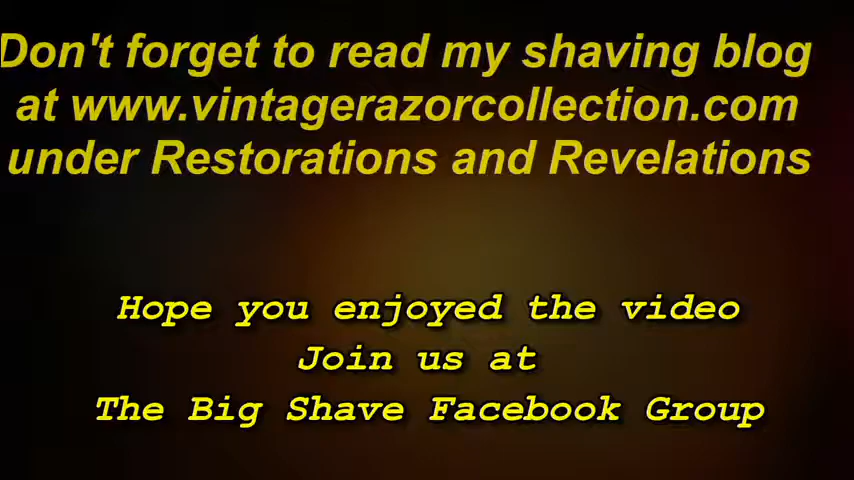 Don't forget to read my shaving blog
at www.vintagerazorcollection.com
under Restorations and Revelations
Hope you enjoyed the video
Join us at
The Big Shave Facebook Group